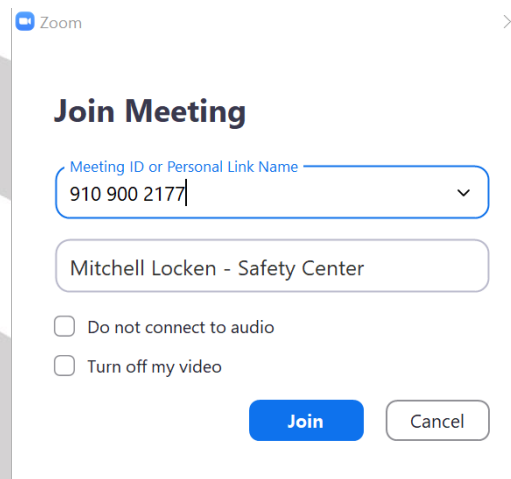 Zoom
Join Meeting
Meeting ID or Personal Link Name
910 900 2177
Mitchell Locken - Safety Center
Do not connect to audio
Turn off my video
Join Cancel